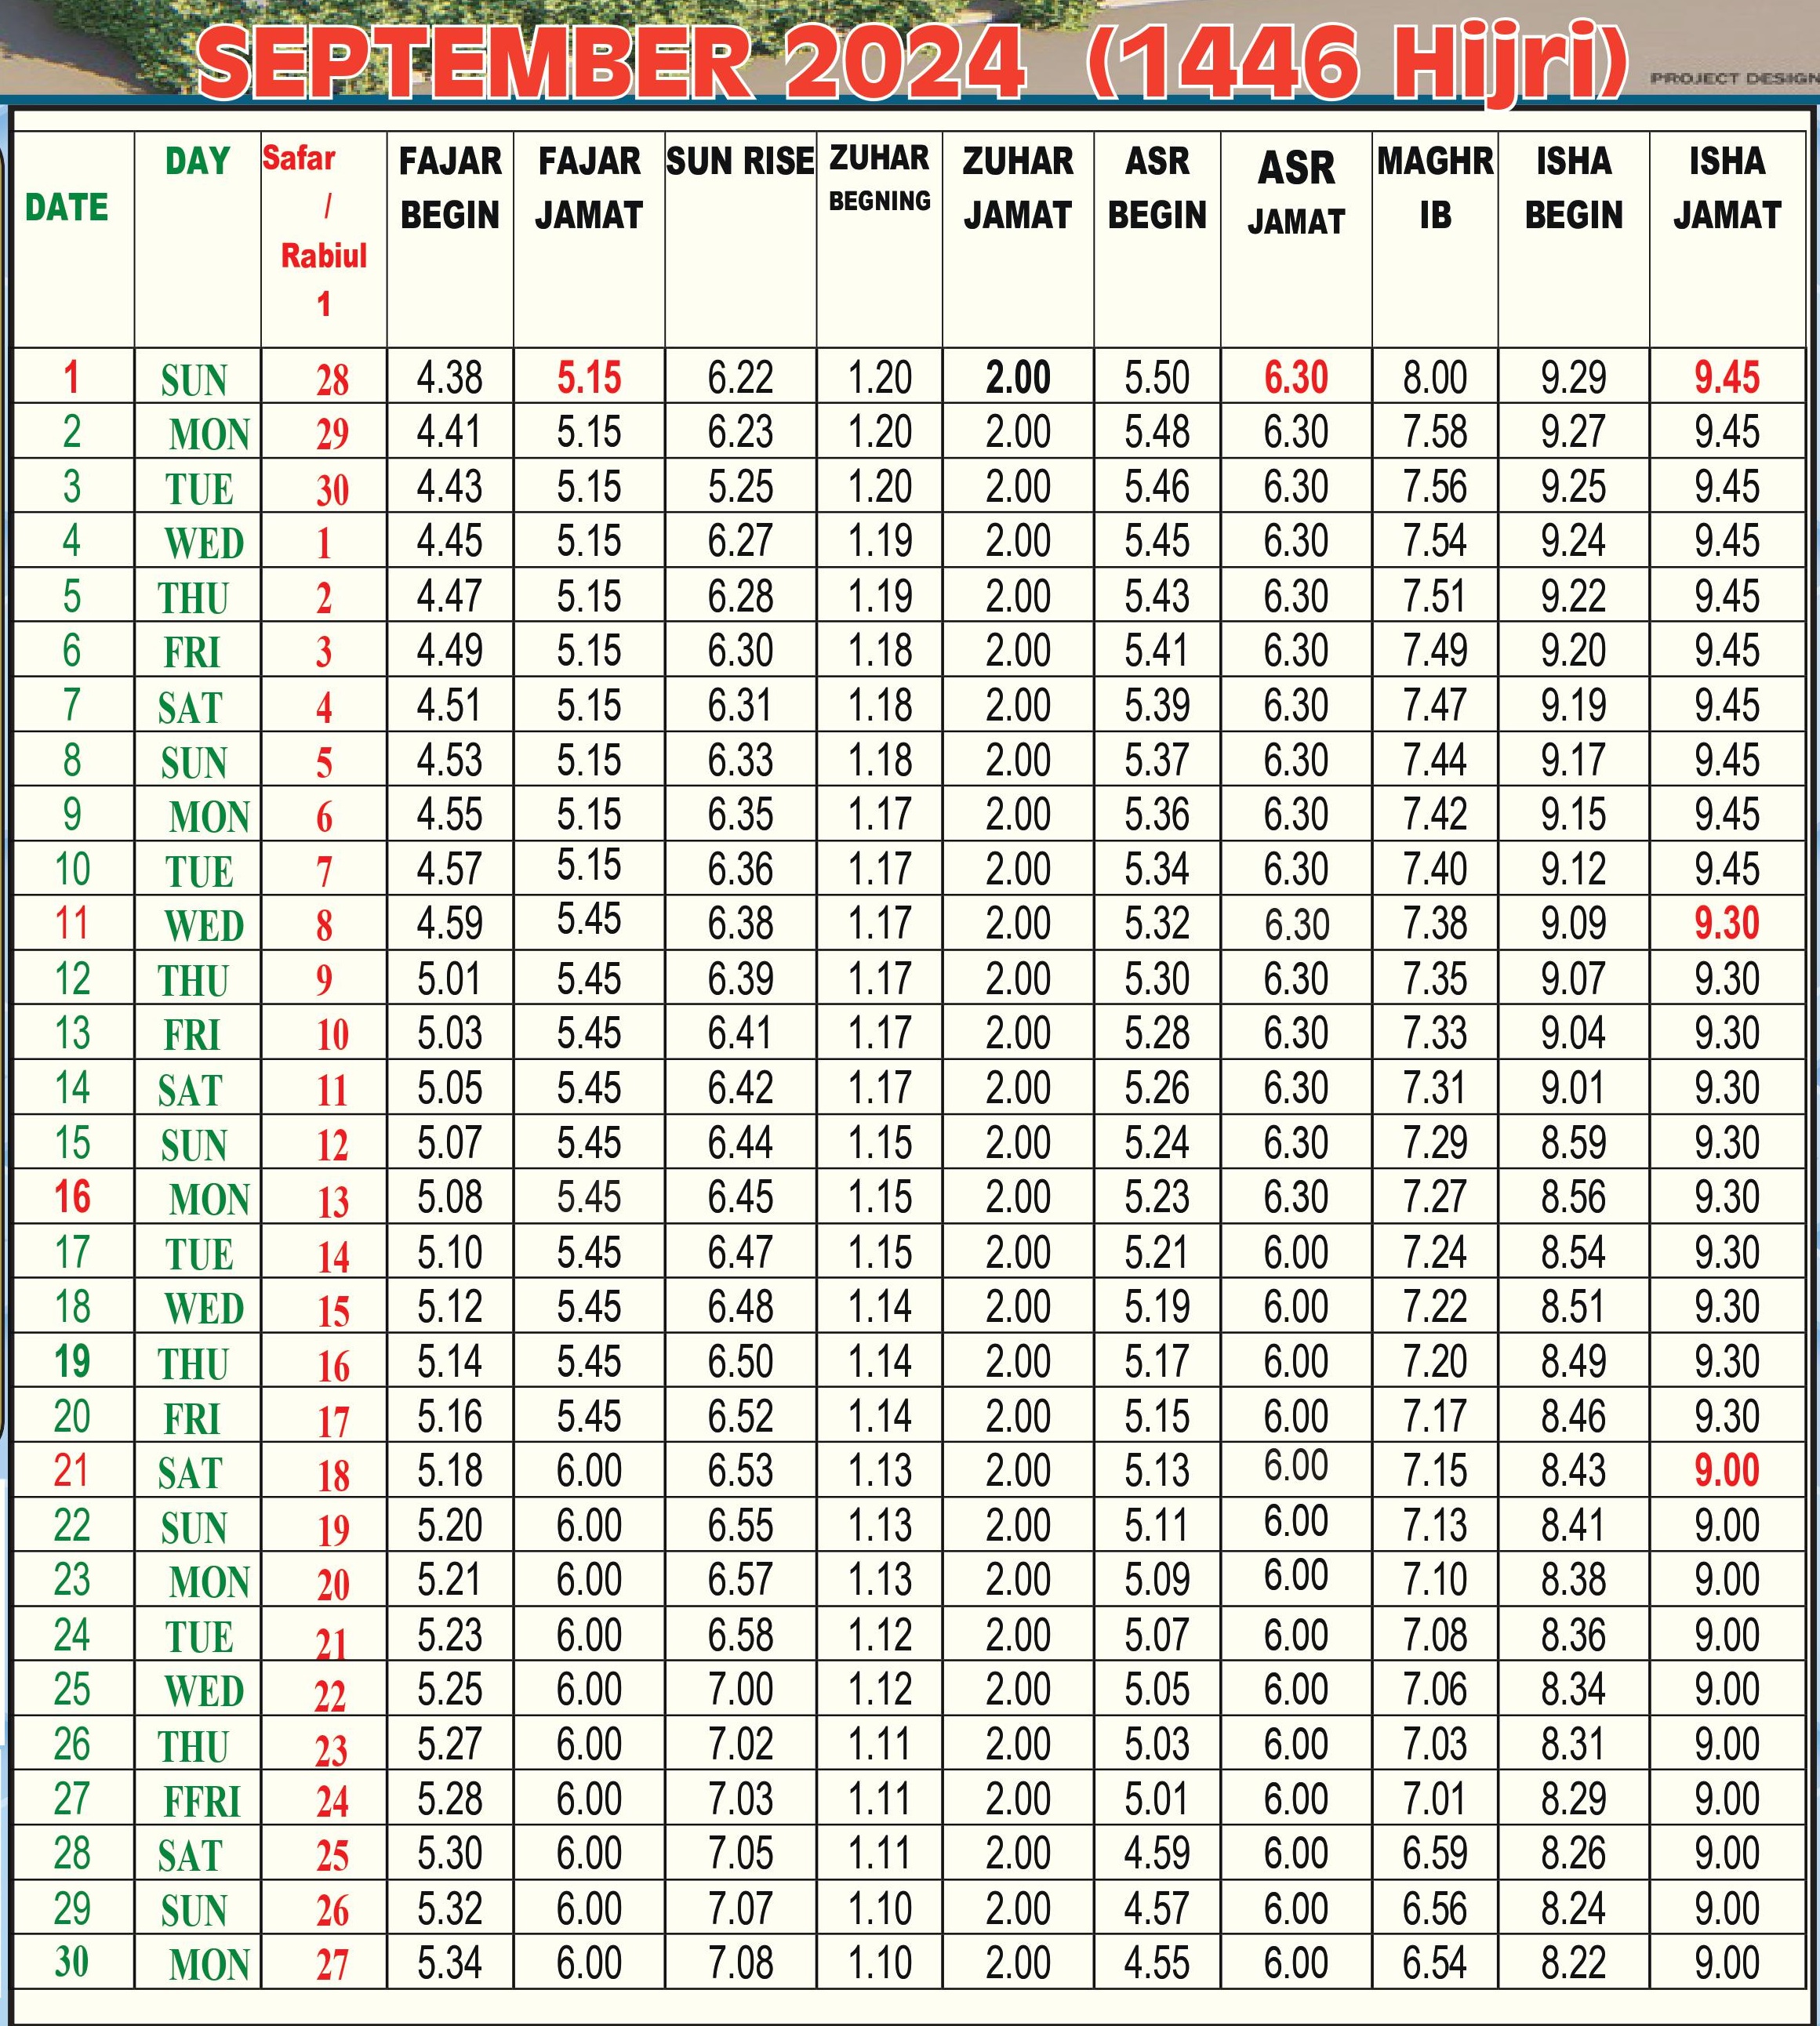 SEPTEMBER 2024 (1446 Hijri)
PROJECT DESIGN
DATE DAY Safar / Rabiul 1 FAJAR BEGIN FAJAR JAMAT SUN RISE ZUHAR BEGNING ZUHAR JAMAT ASR BEGIN ASR JAMAT MAGHRIB ISHA BEGIN ISHA JAMAT
1 SUN 28 4.38 5.15 6.22 1.20 2.00 5.50 6.30 8.00 9.29 9.45
2 MON 29 4.41 5.15 6.23 1.20 2.00 5.48 6.30 7.58 9.27 9.45
3 TUE 30 4.43 5.15 5.25 1.20 2.00 5.46 6.30 7.56 9.25 9.45
4 WED 1 4.45 5.15 6.27 1.19 2.00 5.45 6.30 7.54 9.24 9.45
5 THU 2 4.47 5.15 6.28 1.19 2.00 5.43 6.30 7.51 9.22 9.45
6 FRI 3 4.49 5.15 6.30 1.18 2.00 5.41 6.30 7.49 9.20 9.45
7 SAT 4 4.51 5.15 6.31 1.18 2.00 5.39 6.30 7.47 9.19 9.45
8 SUN 5 4.53 5.15 6.33 1.18 2.00 5.37 6.30 7.44 9.17 9.45
9 MON 6 4.55 5.15 6.35 1.17 2.00 5.36 6.30 7.42 9.15 9.45
10 TUE 7 4.57 5.15 6.36 1.17 2.00 5.34 6.30 7.40 9.12 9.45
11 WED 8 4.59 5.45 6.38 1.17 2.00 5.32 6.30 7.38 9.09 9.30
12 THU 9 5.01 5.45 6.39 1.17 2.00 5.30 6.30 7.35 9.07 9.30
13 FRI 10 5.03 5.45 6.41 1.17 2.00 5.28 6.30 7.33 9.04 9.30
14 SAT 11 5.05 5.45 6.42 1.17 2.00 5.26 6.30 7.31 9.01 9.30
15 SUN 12 5.07 5.45 6.44 1.15 2.00 5.24 6.30 7.29 8.59 9.30
16 MON 13 5.08 5.45 6.45 1.15 2.00 5.23 6.30 7.27 8.56 9.30
17 TUE 14 5.10 5.45 6.47 1.15 2.00 5.21 6.00 7.24 8.54 9.30
18 WED 15 5.12 5.45 6.48 1.14 2.00 5.19 6.00 7.22 8.51 9.30
19 THU 16 5.14 5.45 6.50 1.14 2.00 5.17 6.00 7.20 8.49 9.30
20 FRI 17 5.16 5.45 6.52 1.14 2.00 5.15 6.00 7.17 8.46 9.30
21 SAT 18 5.18 6.00 6.53 1.13 2.00 5.13 6.00 7.15 8.43 9.00
22 SUN 19 5.20 6.00 6.55 1.13 2.00 5.11 6.00 7.13 8.41 9.00
23 MON 20 5.21 6.00 6.57 1.13 2.00 5.09 6.00 7.10 8.38 9.00
24 TUE 21 5.23 6.00 6.58 1.12 2.00 5.07 6.00 7.08 8.36 9.00
25 WED 22 5.25 6.00 7.00 1.12 2.00 5.05 6.00 7.06 8.34 9.00
26 THU 23 5.27 6.00 7.02 1.11 2.00 5.03 6.00 7.03 8.31 9.00
27 FFRI 24 5.28 6.00 7.03 1.11 2.00 5.01 6.00 7.01 8.29 9.00
28 SAT 25 5.30 6.00 7.05 1.11 2.00 4.59 6.00 6.59 8.26 9.00
29 SUN 26 5.32 6.00 7.07 1.10 2.00 4.57 6.00 6.56 8.24 9.00
30 MON 27 5.34 6.00 7.08 1.10 2.00 4.55 6.00 6.54 8.22 9.00